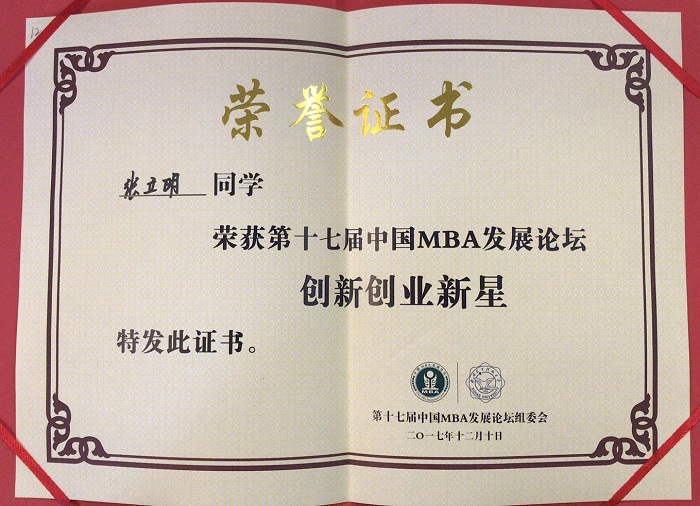 荣誉证书
张立明 同学
荣获第十七届中国MBA发展论坛
创新创业新星
特发此证书。
MBA
第十七届中国MBA发展论坛组委会
二〇一七年十二月十日